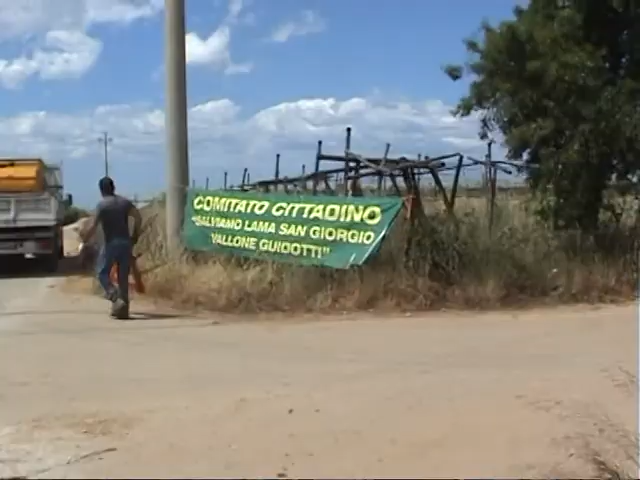 COMITATO CITTADINO
"SALVIAMO LAMA SAN GIORGIO
VALLONE GUIDOTTI"